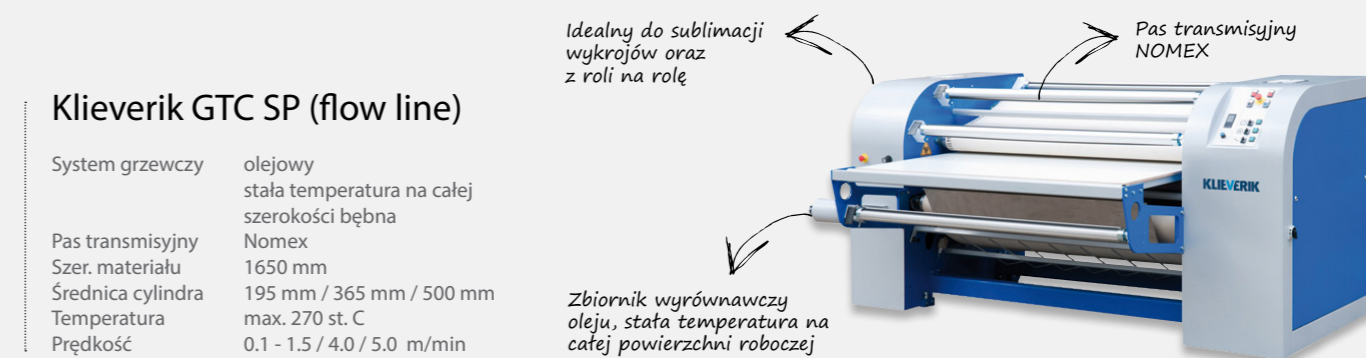 Idealny do sublimacji
wykrojów oraz
z roli na rolę
Pas transmisyjny
NOMEX
Klieverik GTC SP (flow line)
System grzewczy olejowy
stała temperatura na całej
szerokości bębna
Pas transmisyjny Nomex
Szer. materiału 1650 mm
Średnica cylindra 195 mm / 365 mm / 500 mm
Temperatura max. 270 st. C
Prędkość 0.1 - 1.5 / 4.0 / 5.0 m/min
KLIEVERIK
Zbiornik wyrównawczy
oleju, stała temperatura na
całej powierzchni roboczej